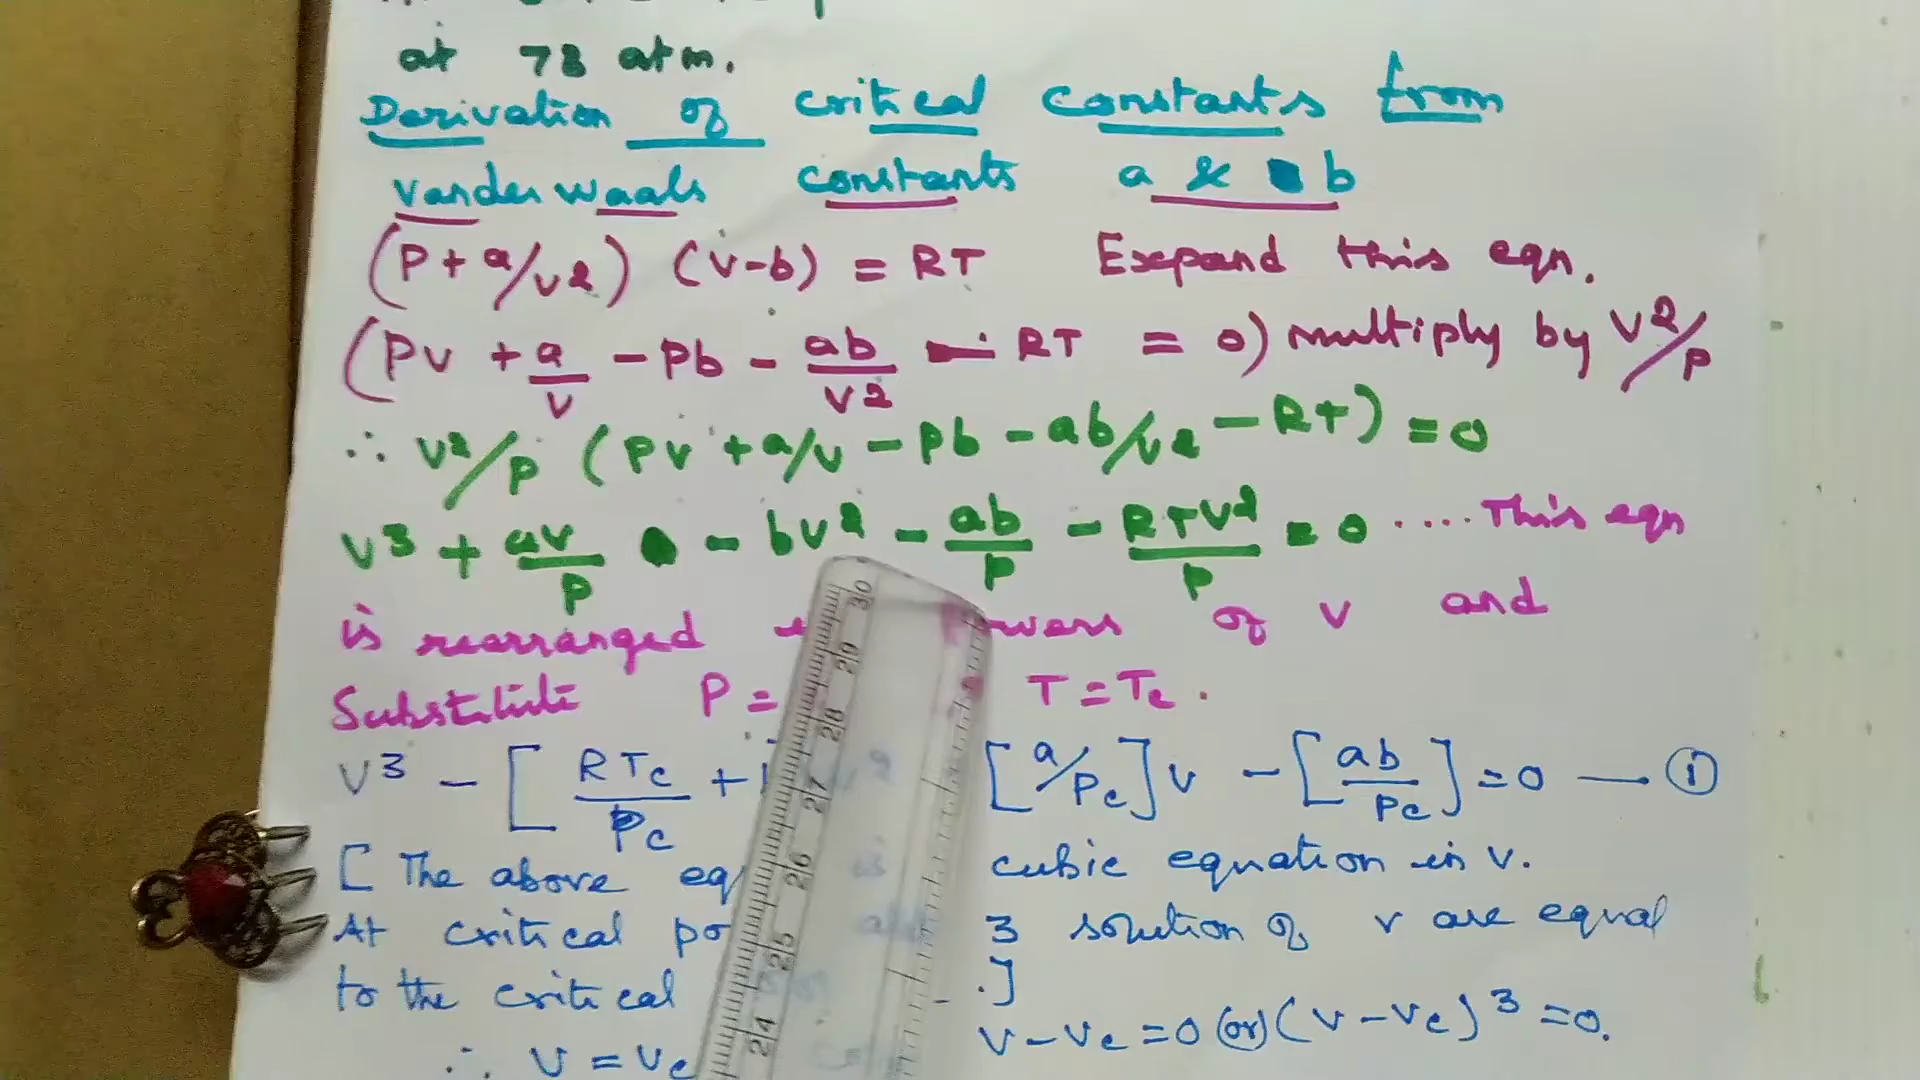 at 73 atm.
Derivation of critical constants from
Vanderwaals constants a & b
(P + a/v2) (v-b) = RT Expand this eqn.
(PV + a/v - Pb - ab/v2 - RT = 0) multiply by V2/P
∴ V2/P (PV + a/v - Pb - ab/v2 - RT) = 0
V3 + av/P - bv2 - ab/P - RTV2/P = 0 .... This eqn
is rearranged of V and
Substitute P = T = Tc .
V3 - [RTc/Pc + [a/Pc] v - [ab/Pc] = 0 — ①
[ The above is cubic equation in v.
At critical 3 solution of v are equal
to the critical .]
∴ V = Vc V - Vc = 0 (or) (V - Vc)3 = 0.